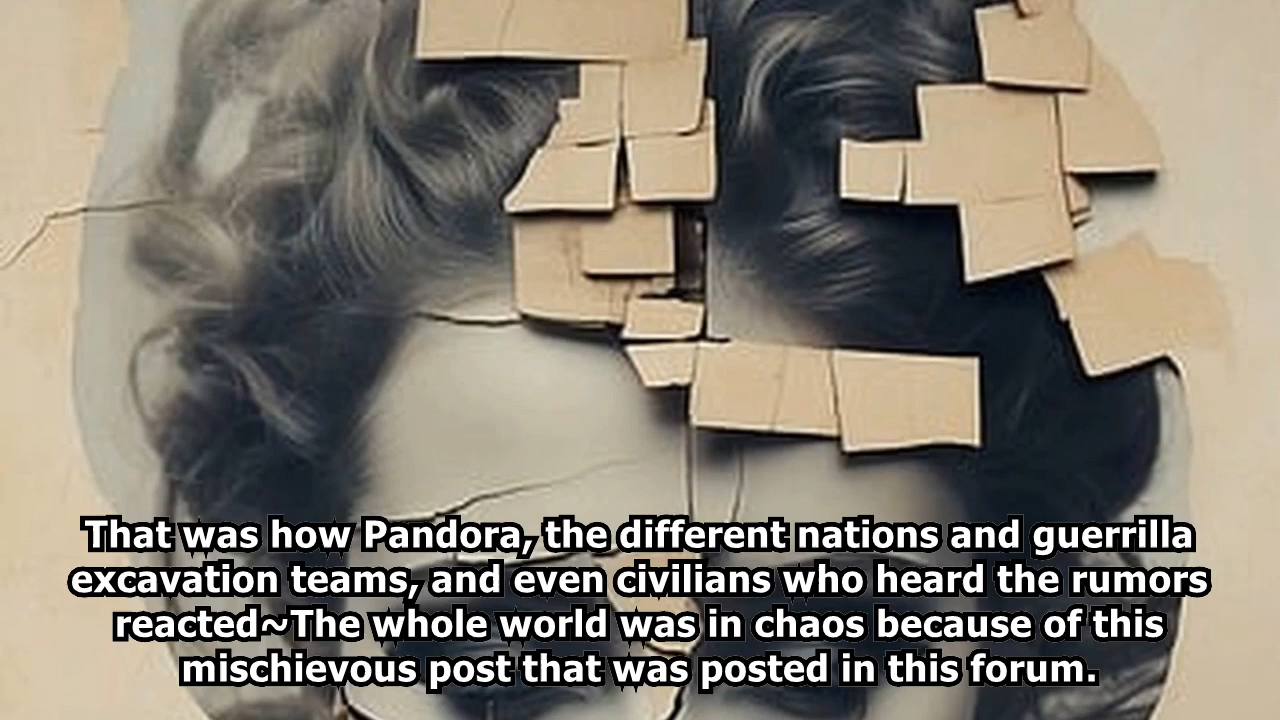 That was how Pandora, the different nations and guerrilla
excavation teams, and even civilians who heard the rumors
reacted~The whole world was in chaos because of this
mischievous post that was posted in this forum.